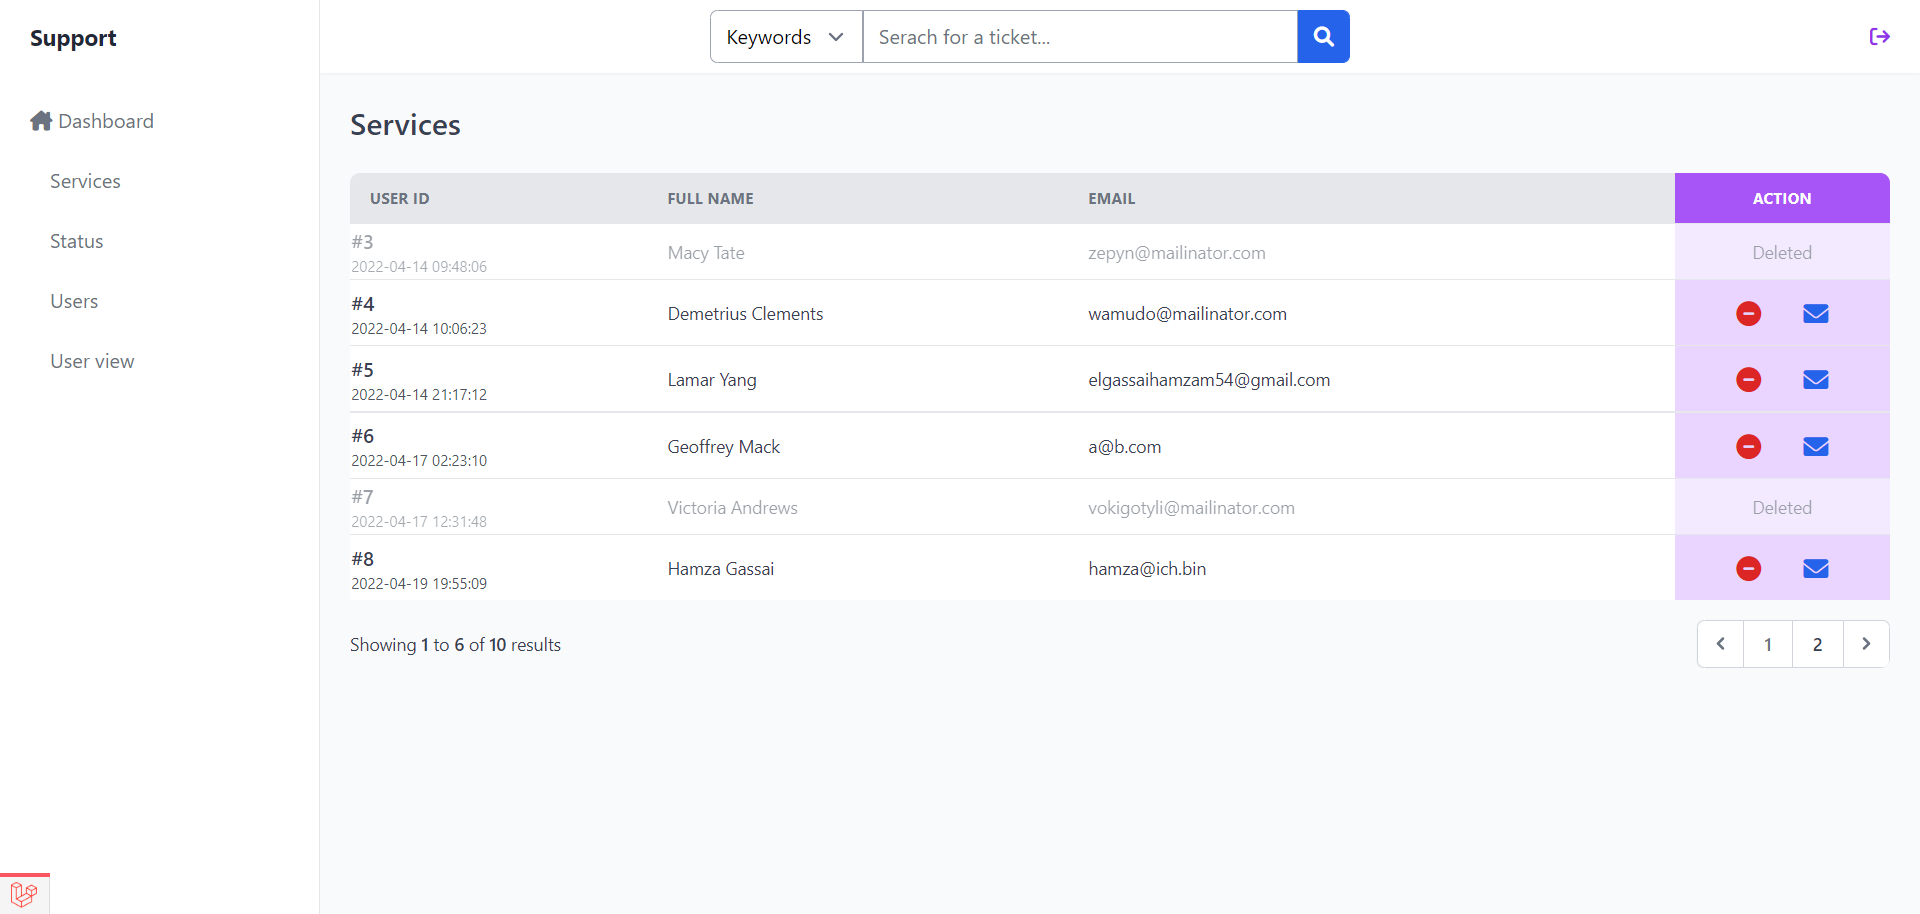 Support
Keywords
Serach for a ticket...
Dashboard
Services
Status
Users
User view
Services
USER ID FULL NAME EMAIL ACTION
#3
2022-04-14 09:48:06
Macy Tate
zepyn@mailinator.com
Deleted
#4
2022-04-14 10:06:23
Demetrius Clements
wamudo@mailinator.com
#5
2022-04-14 21:17:12
Lamar Yang
elgassaihamzam54@gmail.com
#6
2022-04-17 02:23:10
Geoffrey Mack
a@b.com
#7
2022-04-17 12:31:48
Victoria Andrews
vokigotyli@mailinator.com
Deleted
#8
2022-04-19 19:55:09
Hamza Gassai
hamza@ich.bin
Showing 1 to 6 of 10 results
1 2